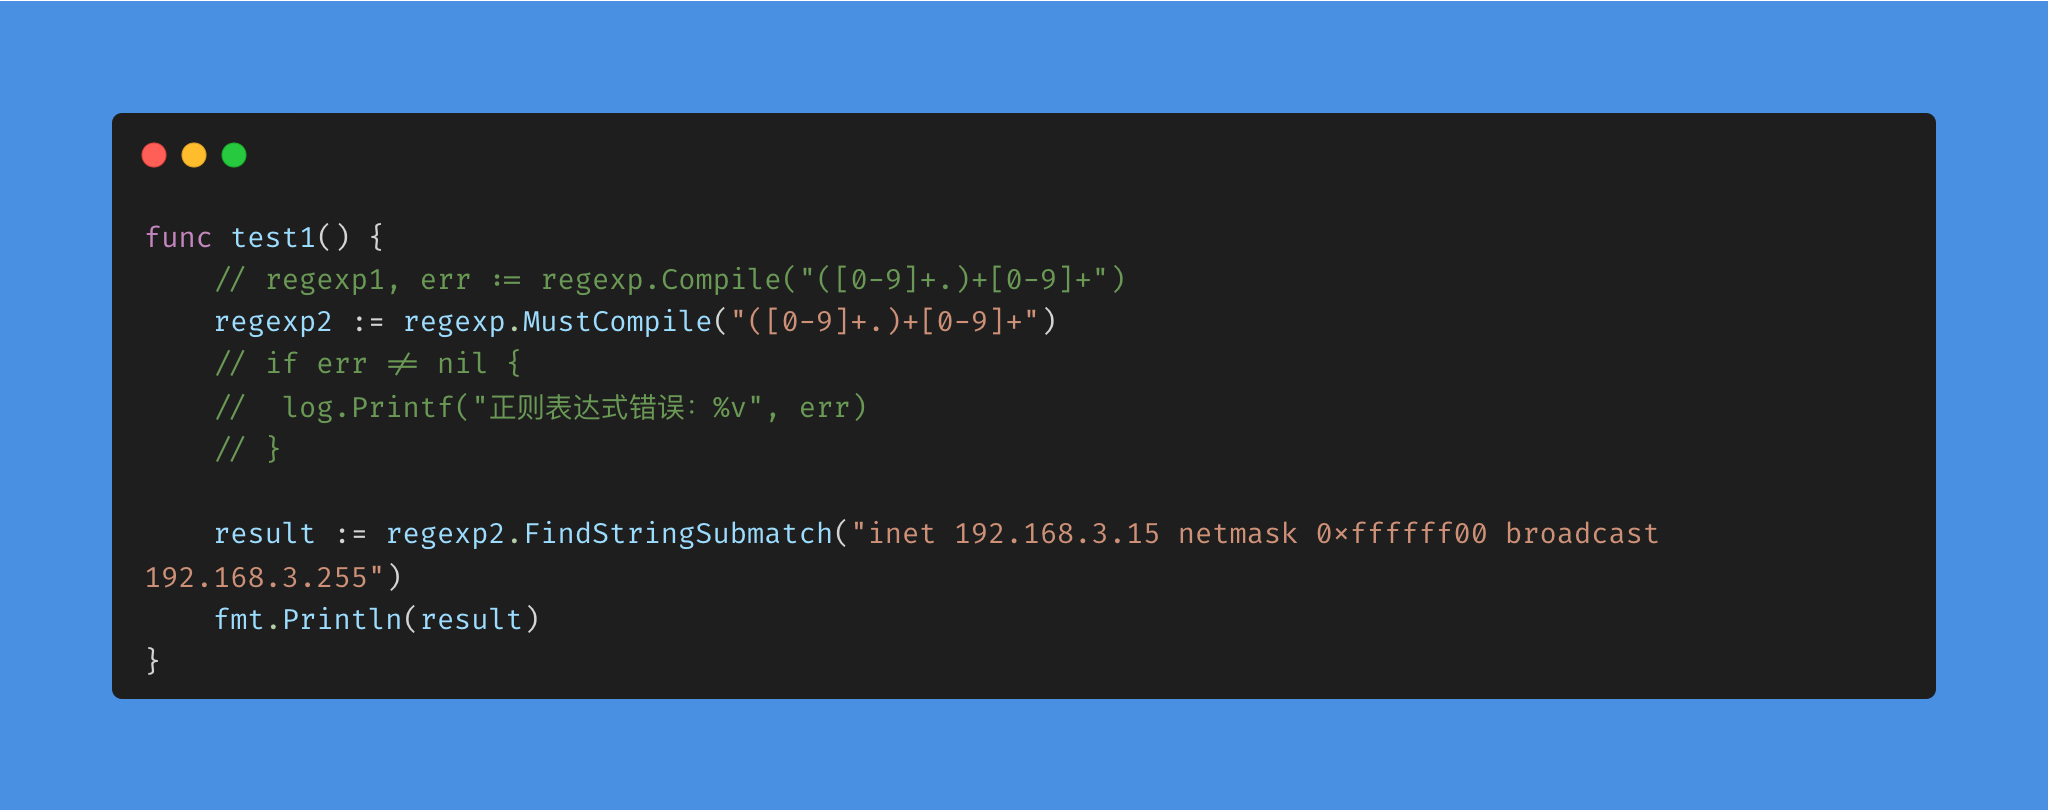 func test1() {
    // regexp1, err := regexp.Compile("([0-9]+.)+[0-9]+")
    regexp2 := regexp.MustCompile("([0-9]+.)+[0-9]+")
    // if err != nil {
    //  log.Printf("正则表达式错误：%v", err)
    // }

    result := regexp2.FindStringSubmatch("inet 192.168.3.15 netmask 0xffffff00 broadcast
192.168.3.255")
    fmt.Println(result)
}